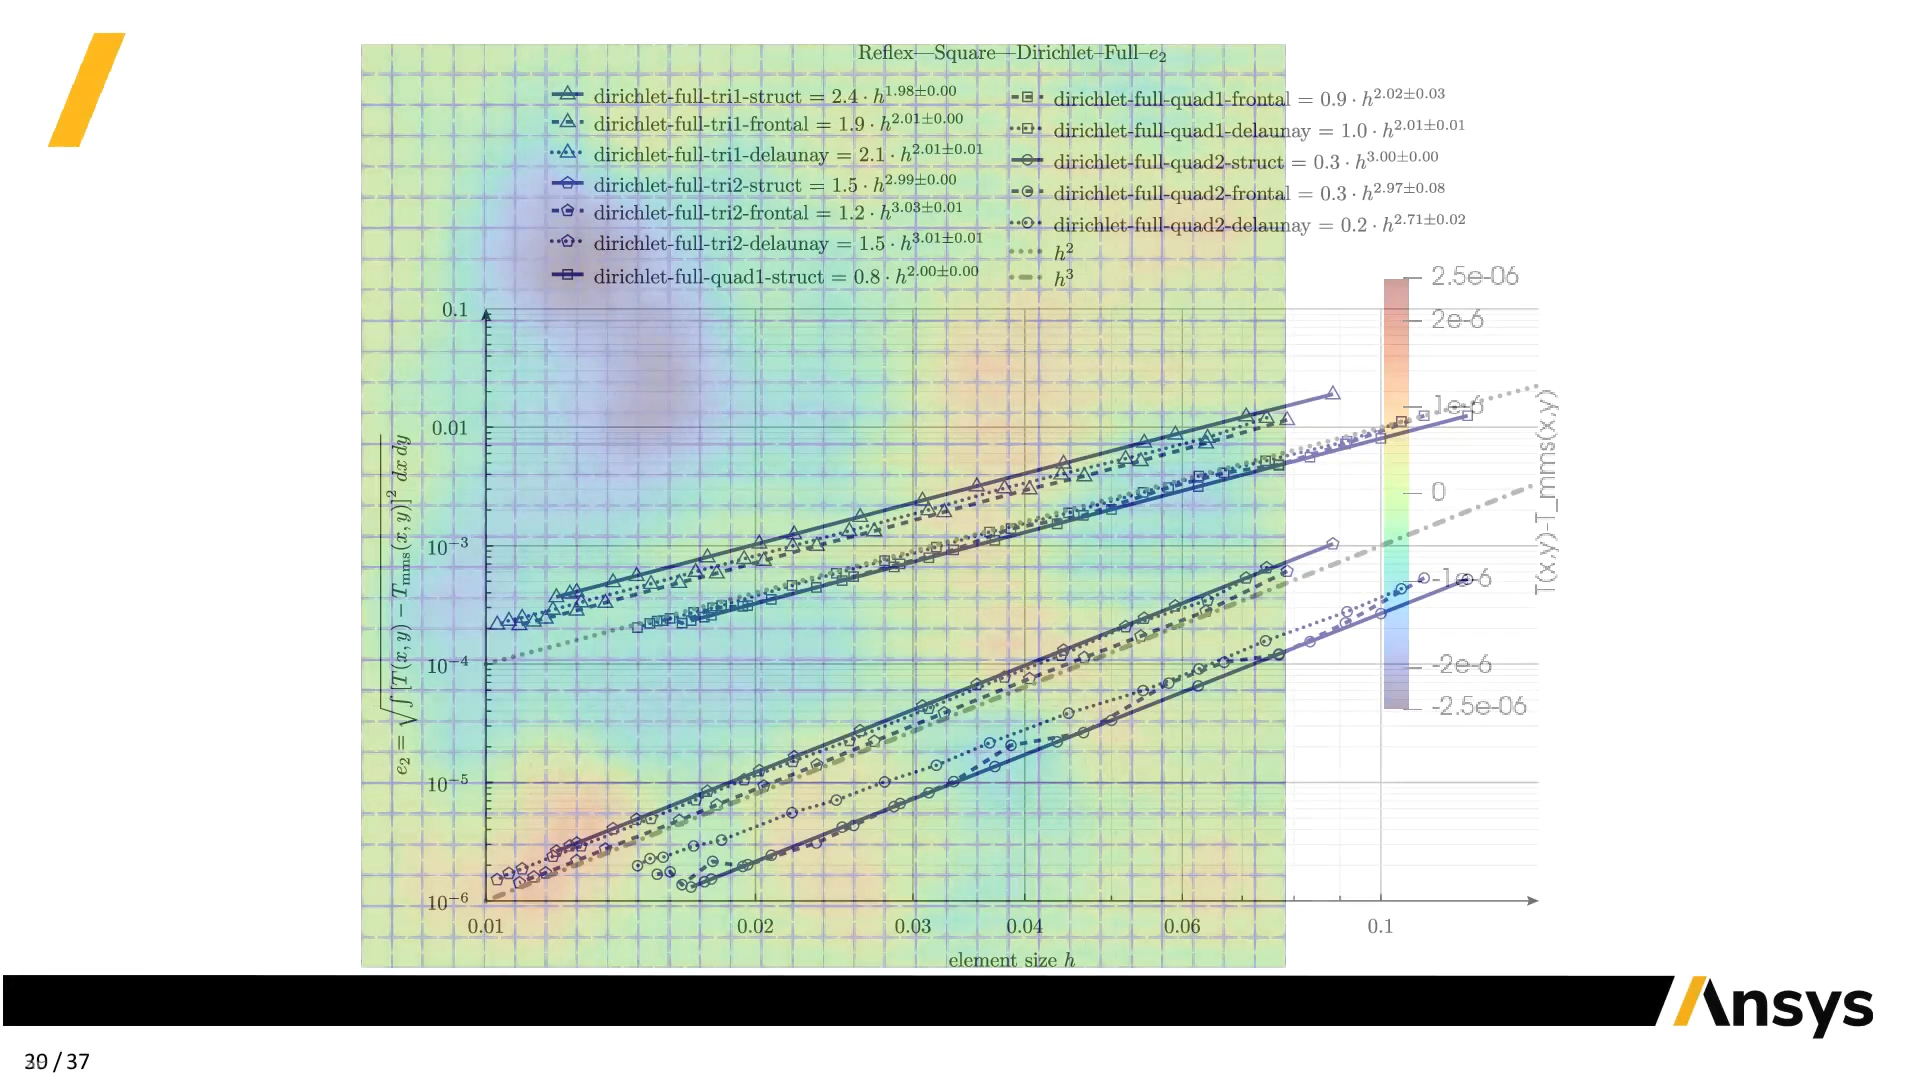 Reflex—Square—Dirichlet–Full–e₂
dirichlet-full-tri1-struct = 2.4 · h^1.98±0.00
dirichlet-full-tri1-frontal = 1.9 · h^2.01±0.00
dirichlet-full-tri1-delaunay = 2.1 · h^2.01±0.01
dirichlet-full-tri2-struct = 1.5 · h^2.99±0.00
dirichlet-full-tri2-frontal = 1.2 · h^3.03±0.01
dirichlet-full-tri2-delaunay = 1.5 · h^3.01±0.01
dirichlet-full-quad1-struct = 0.8 · h^2.00±0.00
dirichlet-full-quad1-frontal = 0.9 · h^2.02±0.03
dirichlet-full-quad1-delaunay = 1.0 · h^2.01±0.01
dirichlet-full-quad2-struct = 0.3 · h^3.00±0.00
dirichlet-full-quad2-frontal = 0.3 · h^2.97±0.08
dirichlet-full-quad2-delaunay = 0.2 · h^2.71±0.02
h²
h³
0.1
0.01
10⁻³
10⁻⁴
10⁻⁵
10⁻⁶
e₂ = √∫ [T(x, y) − Tmms(x, y)]² dx dy
0.01
0.02
0.03
0.04
0.06
0.1
element size h
2.5e-06
2e-6
1e-6
0
-1e-6
-2e-6
-2.5e-06
T(x,y)-T_mms(x,y)
Ansys
/ 37